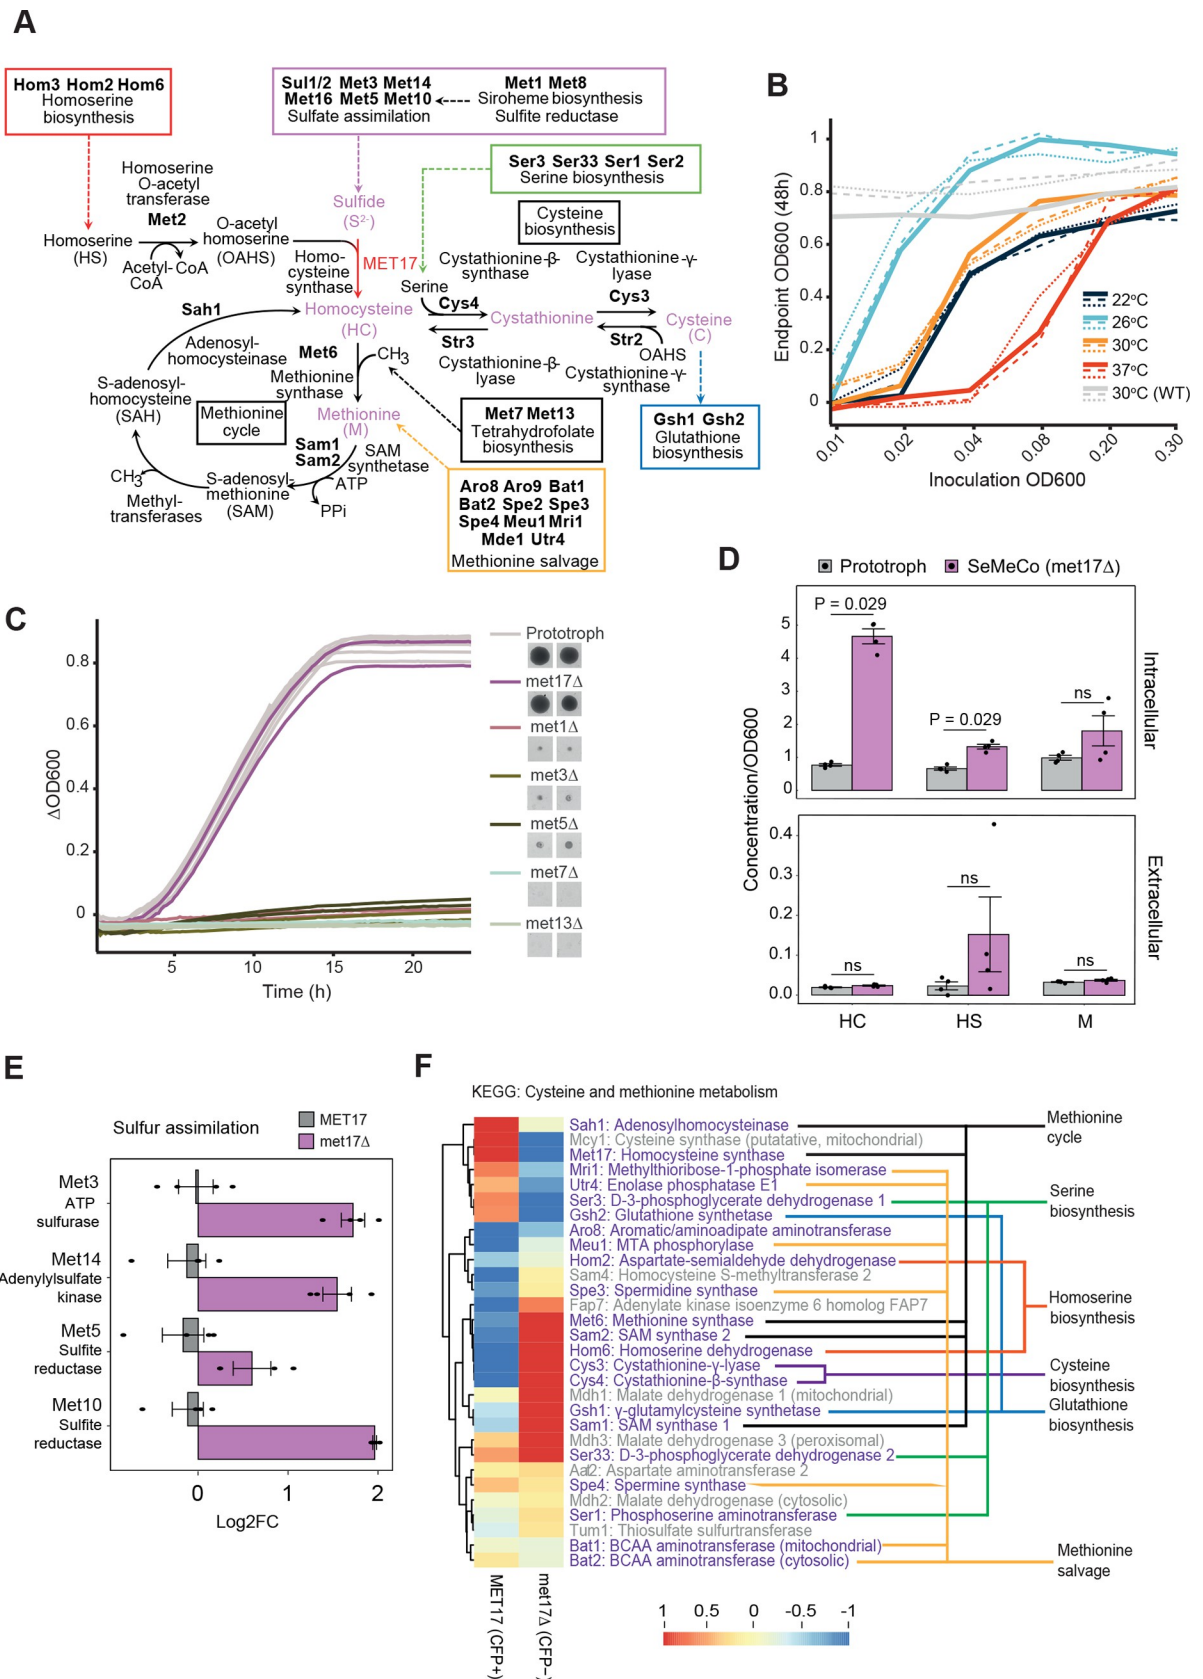 A
Hom3 Hom2 Hom6
Homoserine
biosynthesis
Sul1/2 Met3 Met14
Met16 Met5 Met10
Sulfate assimilation
Met1 Met8
Siroheme biosynthesis
Sulfite reductase
Ser3 Ser33 Ser1 Ser2
Serine biosynthesis
Homoserine
O-acetyl
transferase
Met2
Homoserine
(HS)
Acetyl-CoA
CoA
O-acetyl
homoserine
(OAHS)
Sulfide
(S2-)
Homo-
cysteine
synthase
MET17
Cysteine
biosynthesis
Serine
Cystathionine-β-
synthase
Cystathionine-γ-
lyase
Cys4
Cys3
Homocysteine
(HC)
Cystathionine
Cysteine
(C)
Str3
Cystathionine-β-
lyase
Str2
OAHS
Cystathionine-γ-
synthase
Sah1
Adenosyl-
homocysteinase
Met6
Methionine
synthase
CH3
S-adenosyl-
homocysteine
(SAH)
Methionine
cycle
Methionine
(M)
Met7 Met13
Tetrahydrofolate
biosynthesis
Gsh1 Gsh2
Glutathione
biosynthesis
Sam1
Sam2
SAM
synthetase
ATP
PPi
CH3
Methyl-
transferases
S-adenosyl-
methionine
(SAM)
Aro8 Aro9 Bat1
Bat2 Spe2 Spe3
Spe4 Meu1 Mri1
Mde1 Utr4
Methionine salvage
B
Endpoint OD600 (48h)
1
0.8
0.6
0.4
0.2
0
22oC
26oC
30oC
37oC
30oC (WT)
0.01
0.02
0.04
0.08
0.20
0.30
Inoculation OD600
C
ΔOD600
0.8
0.6
0.4
0.2
0
5
10
15
20
Time (h)
Prototroph
met17Δ
met1Δ
met3Δ
met5Δ
met7Δ
met13Δ
D
Prototroph
SeMeCo (met17Δ)
Concentration/OD600
P = 0.029
P = 0.029
ns
5
4
3
2
1
0
Intracellular
ns
ns
ns
0.4
0.3
0.2
0.1
0.0
Extracellular
HC
HS
M
E
Sulfur assimilation
MET17
met17Δ
Met3
ATP
sulfurase
Met14
Adenylylsulfate
kinase
Met5
Sulfite
reductase
Met10
Sulfite
reductase
0
1
2
Log2FC
F
KEGG: Cysteine and methionine metabolism
Sah1: Adenosylhomocysteinase
Mcy1: Cysteine synthase (putatative, mitochondrial)
Met17: Homocysteine synthase
Mri1: Methylthioribose-1-phosphate isomerase
Utr4: Enolase phosphatase E1
Ser3: D-3-phosphoglycerate dehydrogenase 1
Gsh2: Glutathione synthetase
Aro8: Aromatic/aminoadipate aminotransferase
Meu1: MTA phosphorylase
Hom2: Aspartate-semialdehyde dehydrogenase
Sam4: Homocysteine S-methyltransferase 2
Spe3: Spermidine synthase
Fap7: Adenylate kinase isoenzyme 6 homolog FAP7
Met6: Methionine synthase
Sam2: SAM synthase 2
Hom6: Homoserine dehydrogenase
Cys3: Cystathionine-γ-lyase
Cys4: Cystathionine-β-synthase
Mdh1: Malate dehydrogenase 1 (mitochondrial)
Gsh1: γ-glutamylcysteine synthetase
Sam1: SAM synthase 1
Mdh3: Malate dehydrogenase 3 (peroxisomal)
Ser33: D-3-phosphoglycerate dehydrogenase 2
Aat2: Aspartate aminotransferase 2
Spe4: Spermine synthase
Mdh2: Malate dehydrogenase (cytosolic)
Ser1: Phosphoserine aminotransferase
Tum1: Thiosulfate sulfurtransferase
Bat1: BCAA aminotransferase (mitochondrial)
Bat2: BCAA aminotransferase (cytosolic)
Methionine
cycle
Serine
biosynthesis
Homoserine
biosynthesis
Cysteine
biosynthesis
Glutathione
biosynthesis
Methionine
salvage
MET17 (CFP+)
met17Δ (CFP-)
1
0.5
0
-0.5
-1